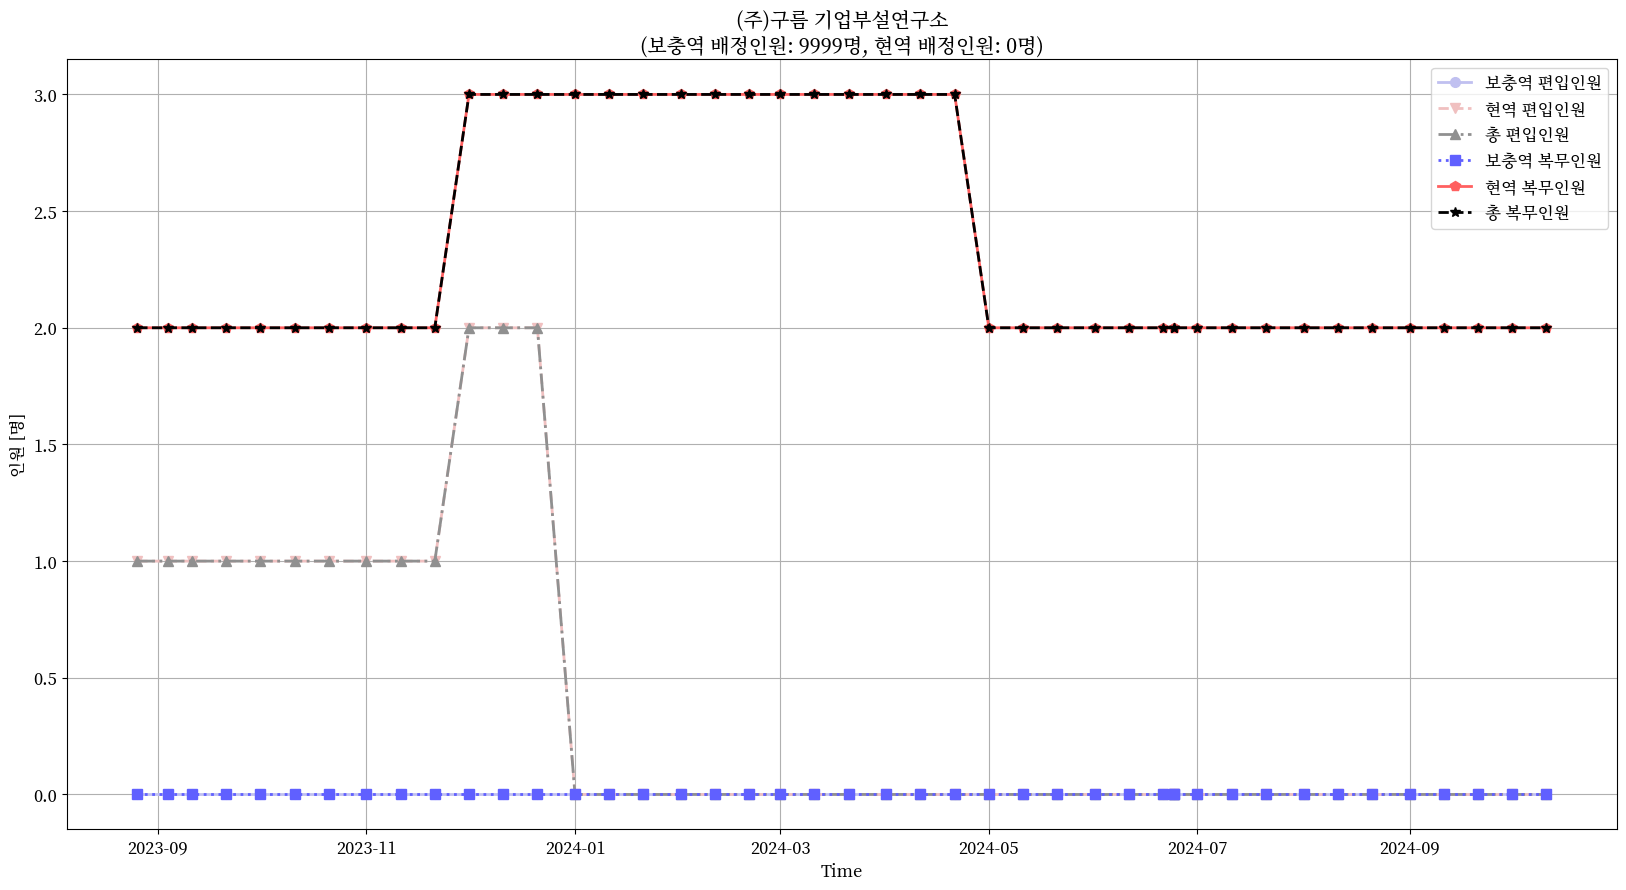 (주)구름 기업부설연구소
(보충역 배정인원: 9999명, 현역 배정인원: 0명)
보충역 편입인원
현역 편입인원
총 편입인원
보충역 복무인원
현역 복무인원
총 복무인원
3.0
2.5
2.0
1.5
1.0
0.5
0.0
인원 [명]
2023-09
2023-11
2024-01
2024-03
2024-05
2024-07
2024-09
Time